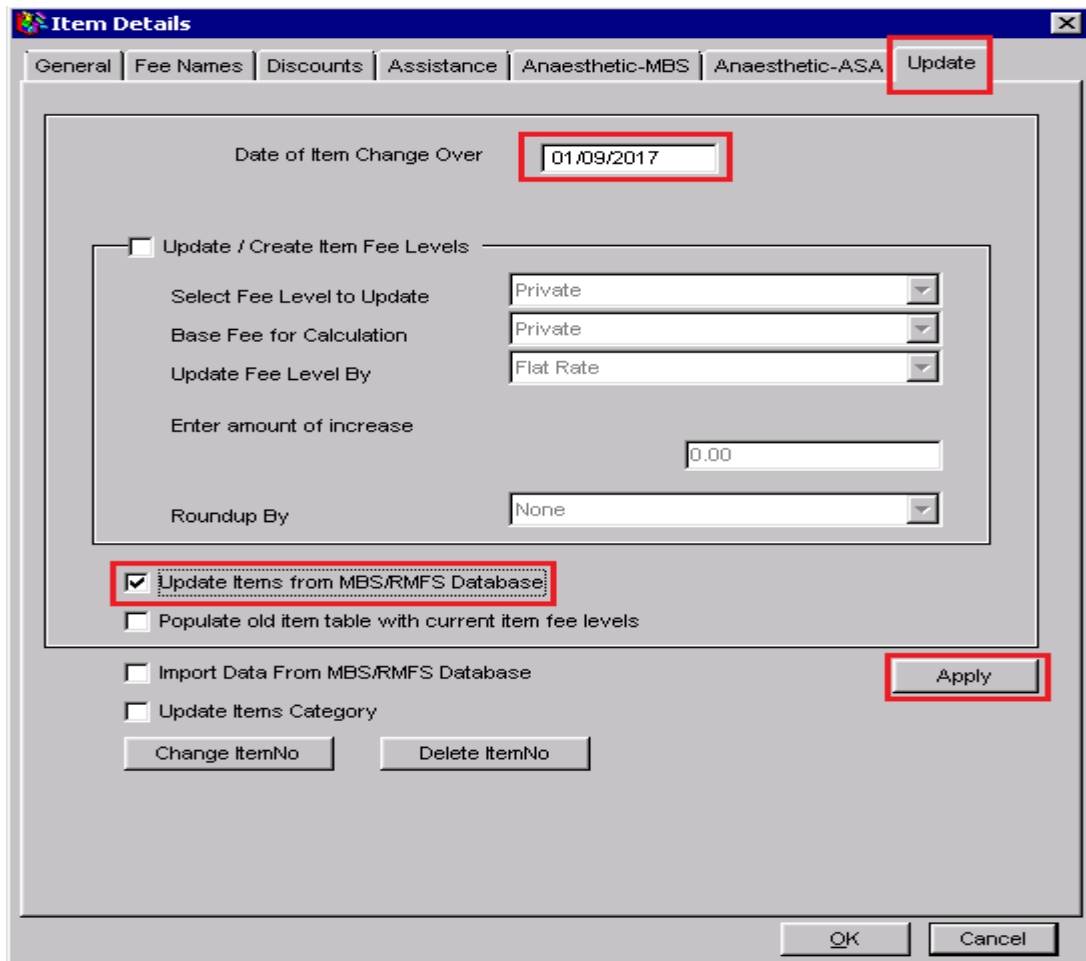 Item Details
General Fee Names Discounts Assistance Anaesthetic-MBS Anaesthetic-ASA Update
Date of Item Change Over 01/09/2017
Update / Create Item Fee Levels
Select Fee Level to Update Private
Base Fee for Calculation Private
Update Fee Level By Flat Rate
Enter amount of increase
0.00
Roundup By None
Update Items from MBS/RMFS Database
Populate old item table with current item fee levels
Import Data From MBS/RMFS Database
Apply
Update Items Category
Change ItemNo Delete ItemNo
OK Cancel